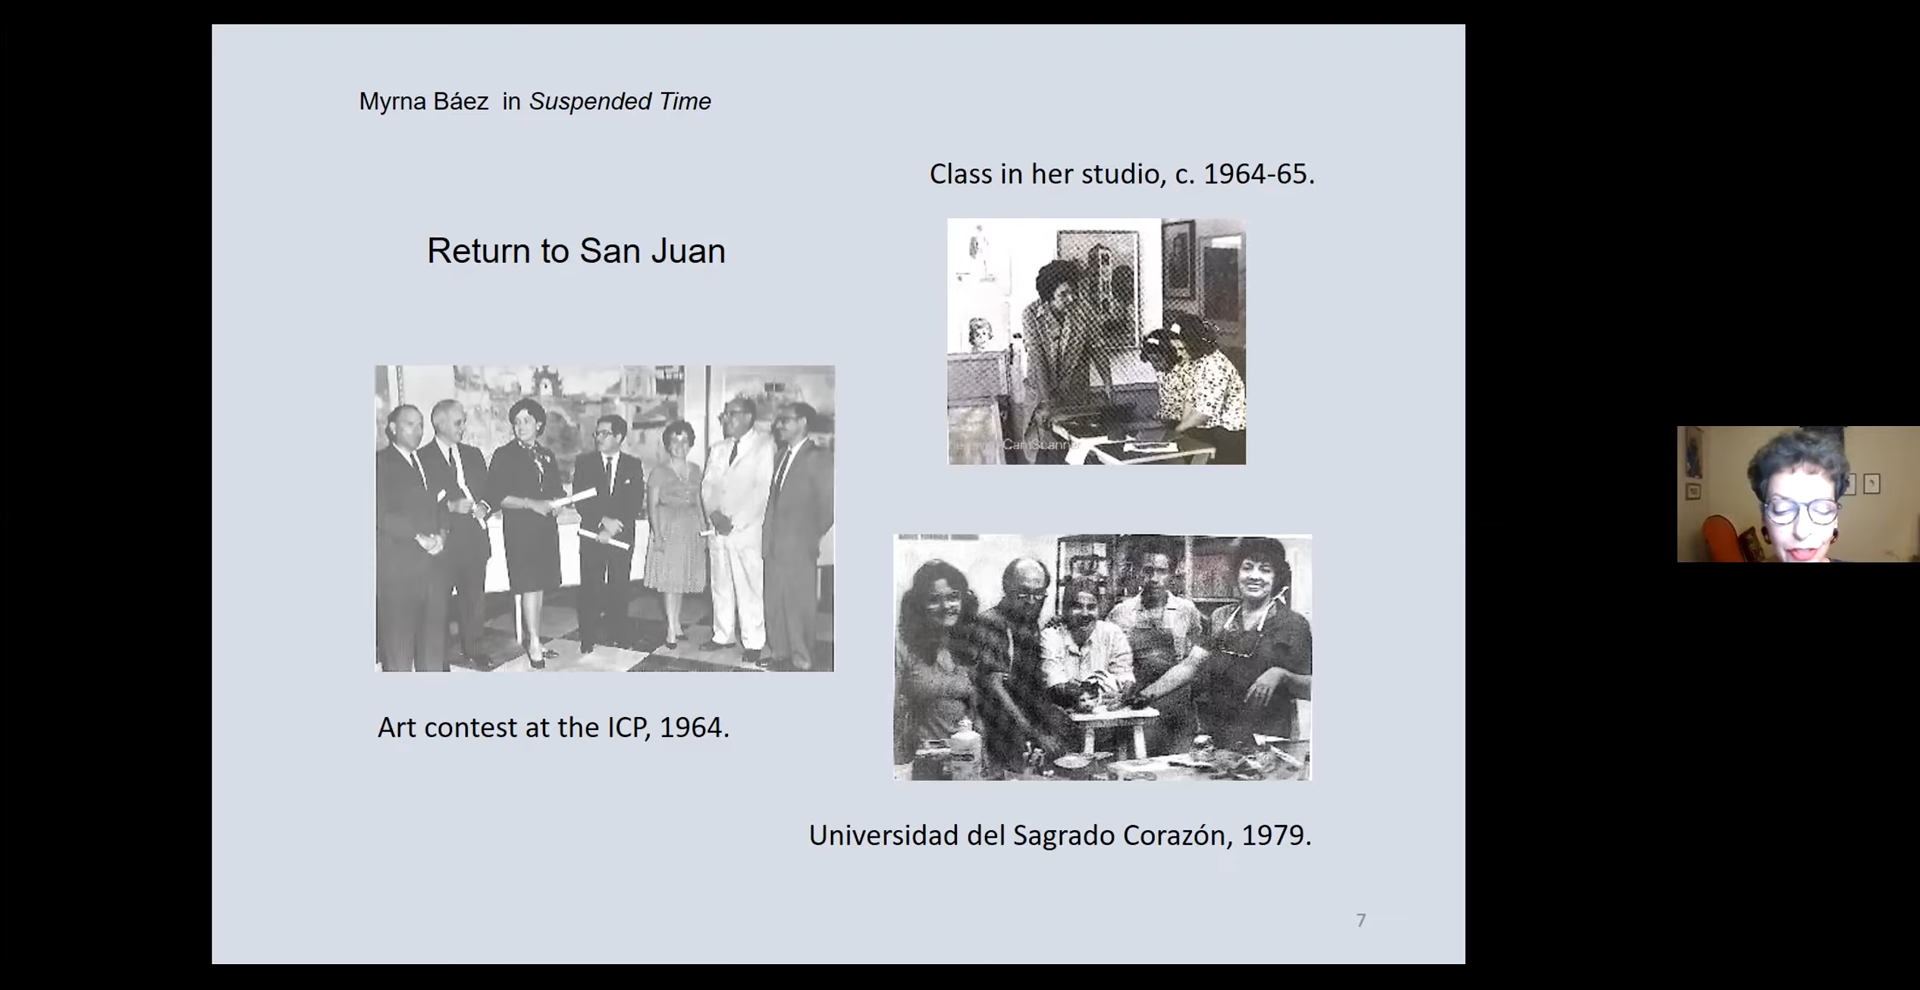 Myrna Báez in Suspended Time
Class in her studio, c. 1964-65.
Return to San Juan
CamScanne
Art contest at the ICP, 1964.
Universidad del Sagrado Corazón, 1979.
7